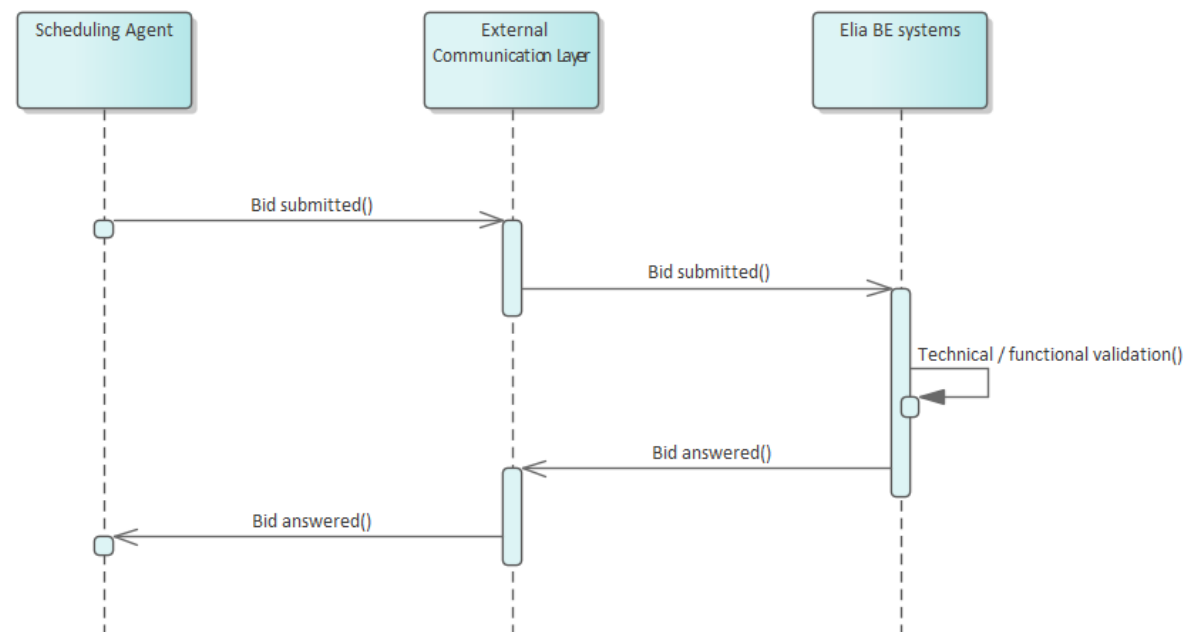 Scheduling Agent
External
Communication Layer
Elia BE systems
Bid submitted()
Bid submitted()
Technical / functional validation()
Bid answered()
Bid answered()